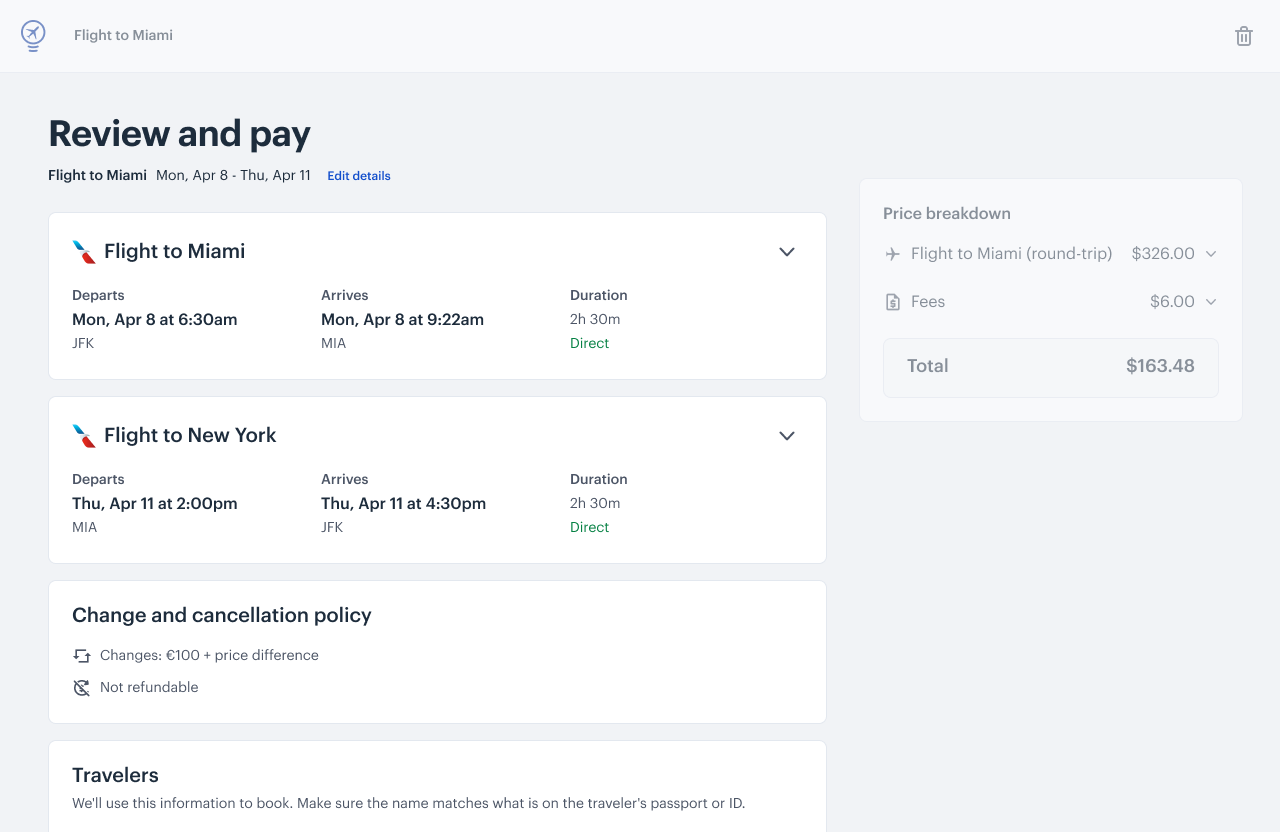 Flight to Miami
Review and pay
Flight to Miami Mon, Apr 8 - Thu, Apr 11 Edit details
Flight to Miami
Departs Arrives Duration
Mon, Apr 8 at 6:30am Mon, Apr 8 at 9:22am 2h 30m
JFK MIA Direct
Flight to New York
Departs Arrives Duration
Thu, Apr 11 at 2:00pm Thu, Apr 11 at 4:30pm 2h 30m
MIA JFK Direct
Change and cancellation policy
Changes: €100 + price difference
Not refundable
Travelers
We'll use this information to book. Make sure the name matches what is on the traveler's passport or ID.
Price breakdown
Flight to Miami (round-trip) $326.00
Fees $6.00
Total $163.48